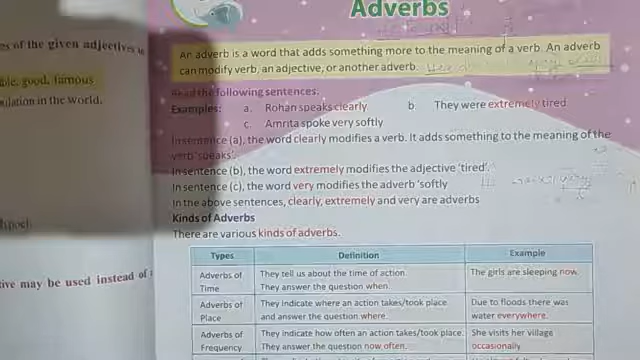 Adverbs
es of the given adjectives
An adverb is a word that adds something more to the meaning of a verb. An adverb
can modify verb, an adjective, or another adverb.
ble, good, famous
Read the following sentences.
ulation in the world.
Examples: a. Rohan speaks clearly b. They were extremely tired
c. Amrita spoke very softly
In sentence (a), the word clearly modifies a verb. It adds something to the meaning of the
verb 'speaks'.
In sentence (b), the word extremely modifies the adjective 'tired'.
In sentence (c), the word very modifies the adverb 'softly
In the above sentences, clearly, extremely and very are adverbs
Kinds of Adverbs
There are various kinds of adverbs.
ive may be used instead of
Types Definition Example
Adverbs of They tell us about the time of action. The girls are sleeping now.
Time They answer the question when.
Adverbs of They indicate where an action takes/took place Due to floods there was
Place and answer the question where. water everywhere.
Adverbs of They indicate how often an action takes/took place. She visits her village
Frequency They answer the question how often. occasionally